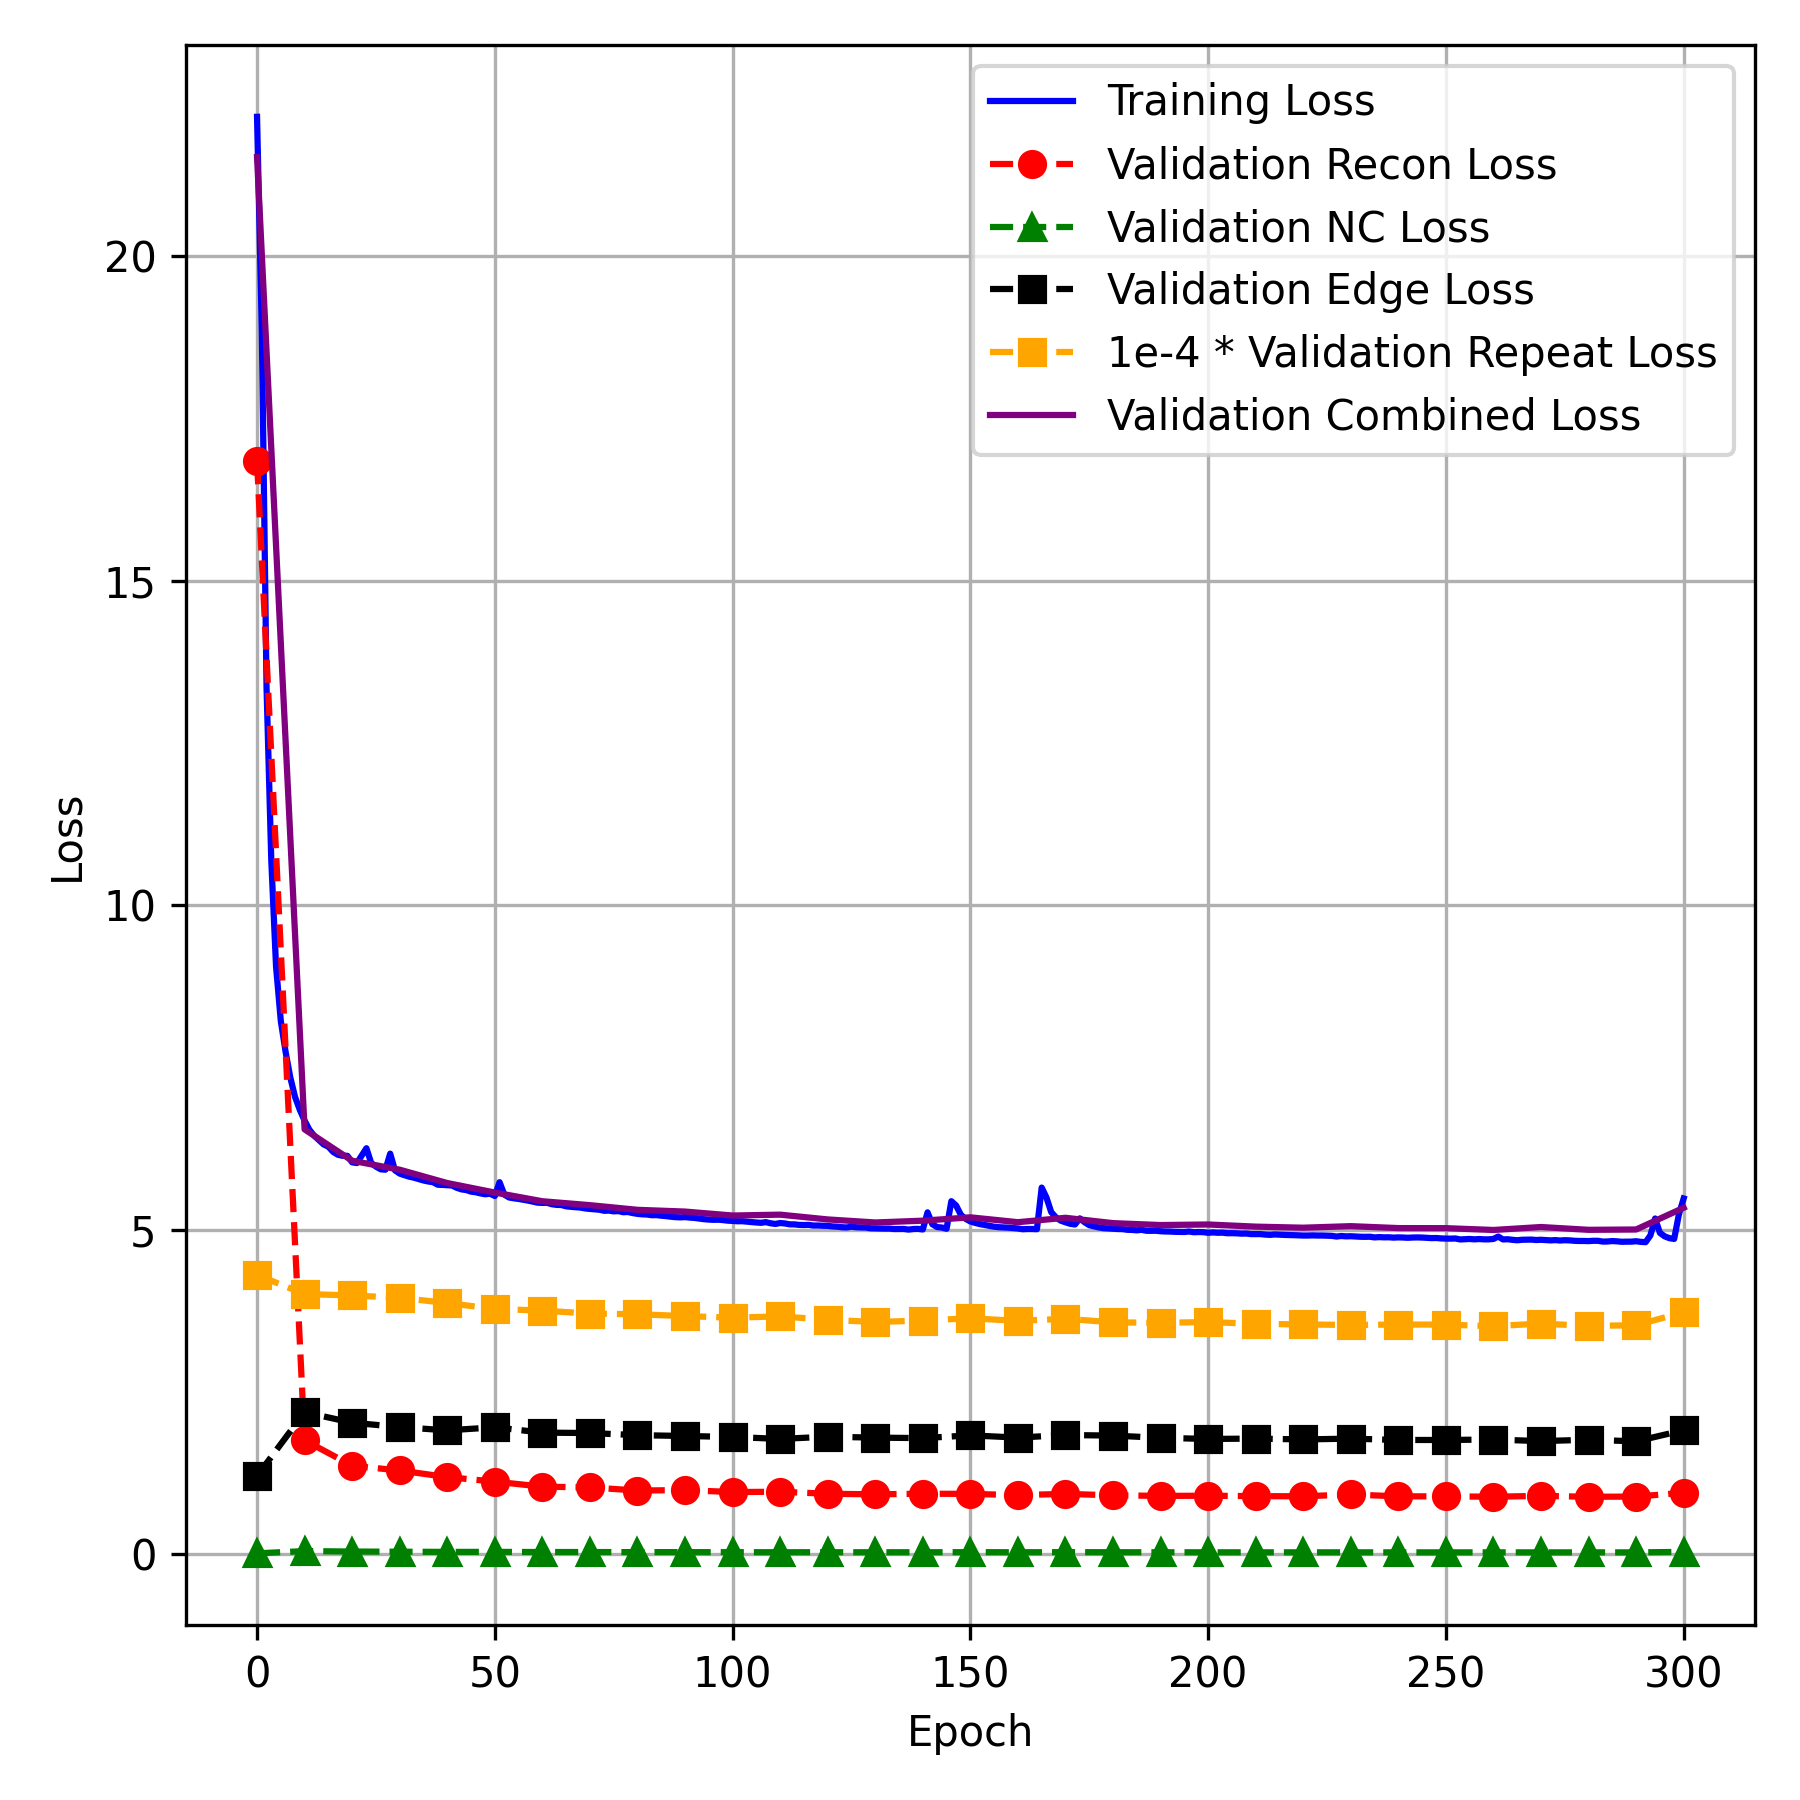 Training Loss
Validation Recon Loss
Validation NC Loss
Validation Edge Loss
1e-4 * Validation Repeat Loss
Validation Combined Loss
20
15
10
5
0
Loss
0 50 100 150 200 250 300
Epoch